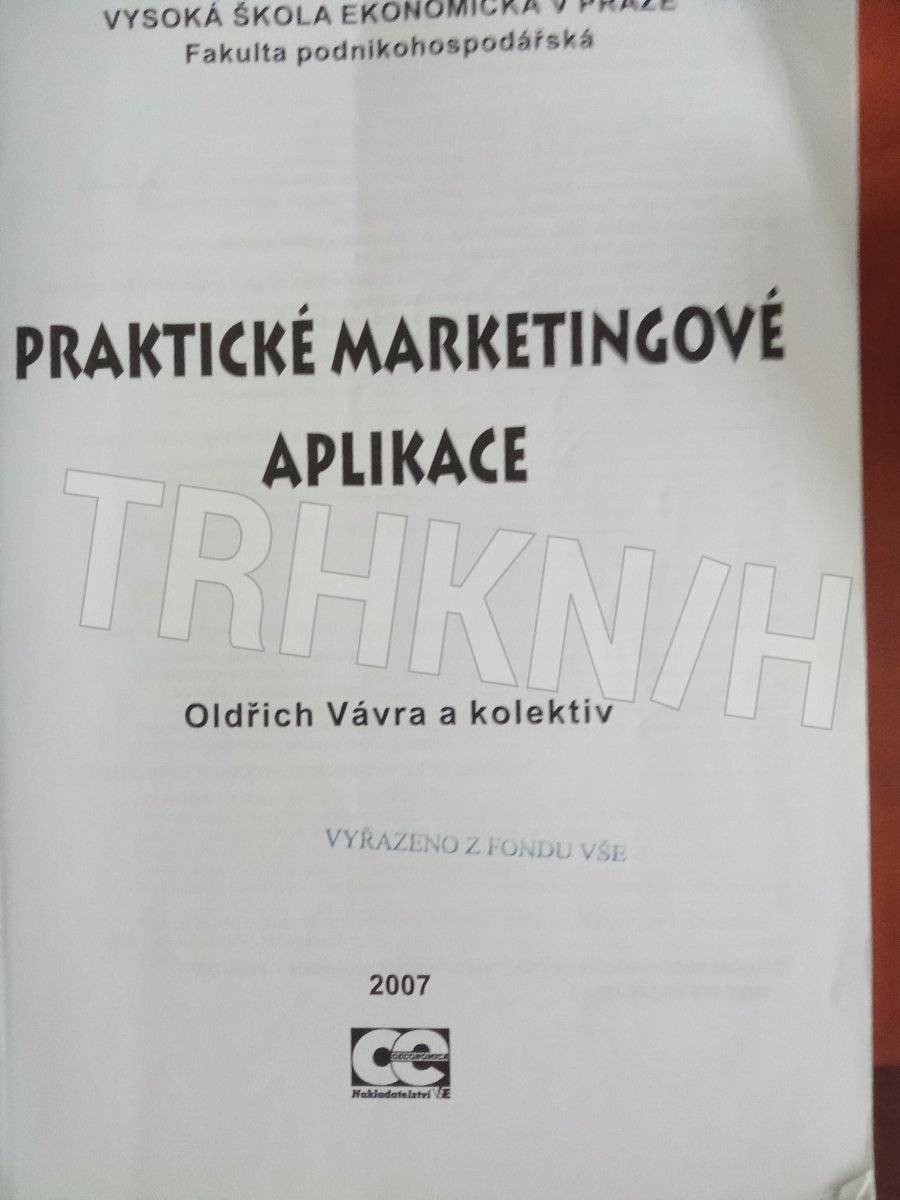 VYSOKÁ ŠKOLA EKONOMICKÁ V PRAZE
Fakulta podnikohospodářská
PRAKTICKÉ MARKETINGOVÉ
APLIKACE
TRHKN/H
Oldřich Vávra a kolektiv
VYŘAZENO Z FONDU VŠE
2007
OECONOMICA
Nakladatelství VŠE